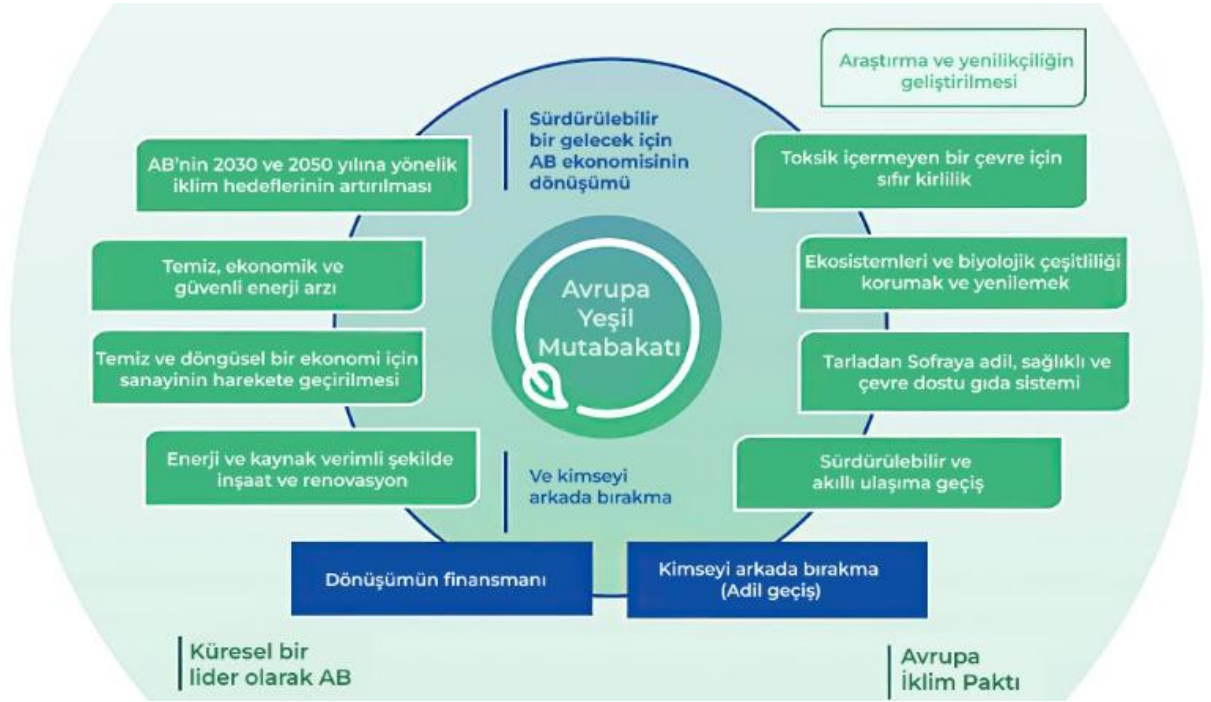 Araştırma ve yenilikçiliğin
geliştirilmesi
Sürdürülebilir
bir gelecek için
AB ekonomisinin
dönüşümü
AB'nin 2030 ve 2050 yılına yönelik
iklim hedeflerinin artırılması
Toksik içermeyen bir çevre için
sıfır kirlilik
Temiz, ekonomik ve
güvenli enerji arzı
Ekosistemleri ve biyolojik çeşitliliği
korumak ve yenilemek
Avrupa
Yeşil
Mutabakatı
Temiz ve döngüsel bir ekonomi için
sanayinin harekete geçirilmesi
Tarladan Sofraya adil, sağlıklı ve
çevre dostu gıda sistemi
Enerji ve kaynak verimli şekilde
inşaat ve renovasyon
Ve kimseyi
arkada bırakma
Sürdürülebilir ve
akıllı ulaşıma geçiş
Dönüşümün finansmanı
Kimseyi arkada bırakma
(Adil geçiş)
Küresel bir
lider olarak AB
Avrupa
İklim Paktı